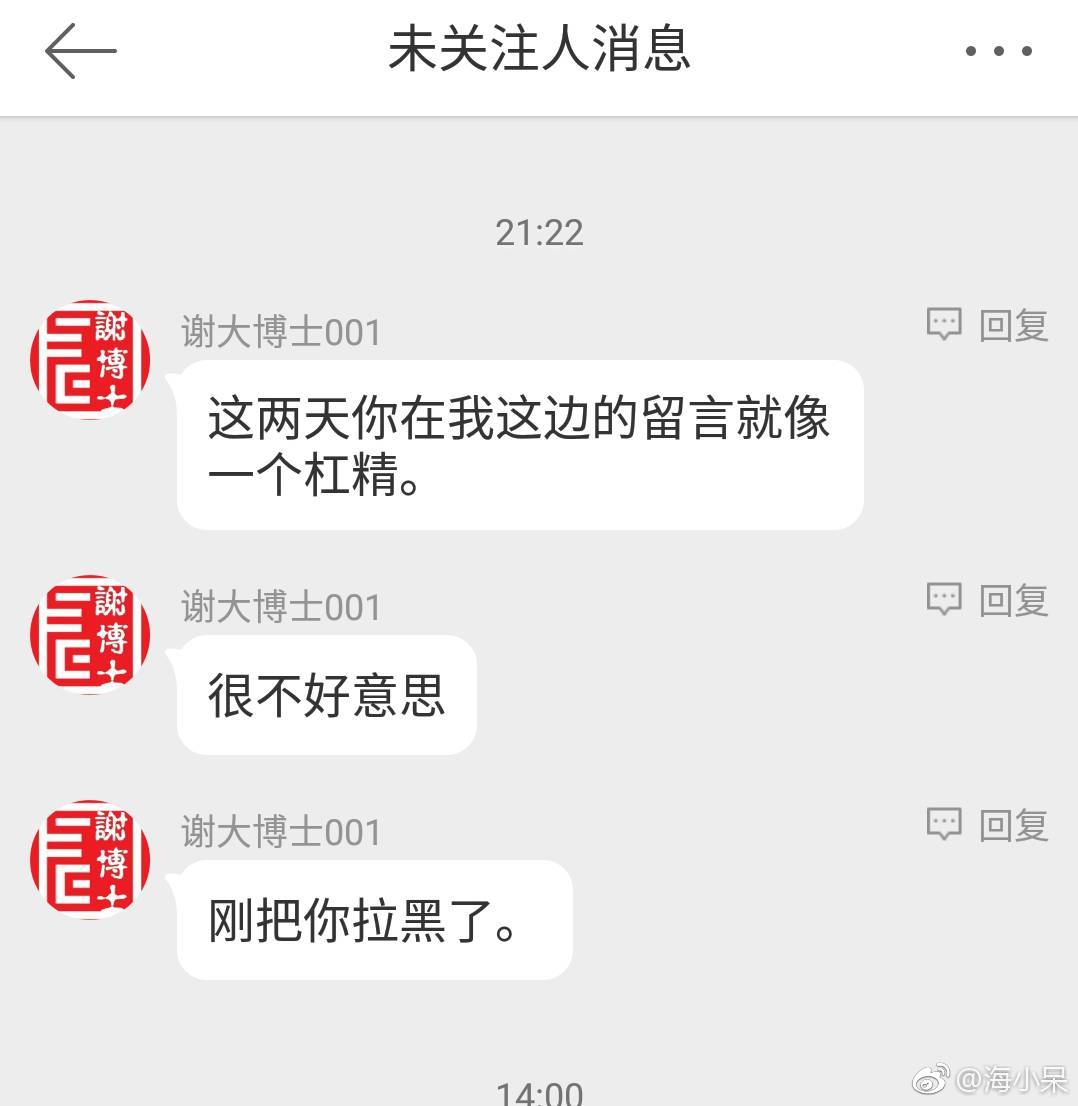 未关注人消息
21:22
谢大博士001
回复
謝博士
这两天你在我这边的留言就像
一个杠精。
谢大博士001
回复
謝博士
很不好意思
谢大博士001
回复
謝博士
刚把你拉黑了。
14:00
@海小呆